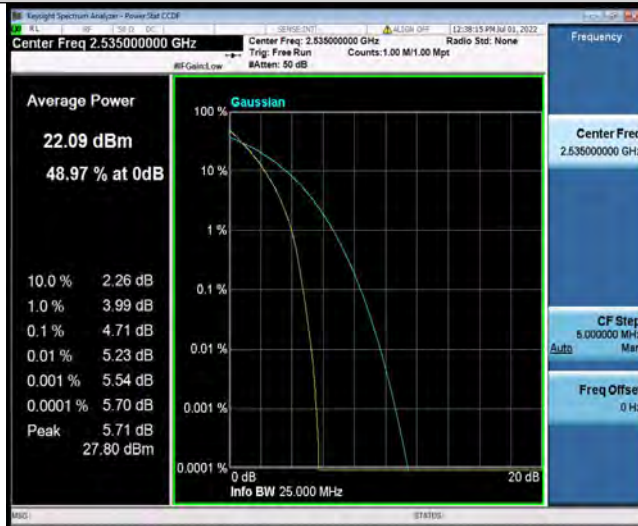 Keysight Spectrum Analyzer - Power Stat CCDF
RL RF 50 Ω DC SENSE:INT ALIGN OFF 12:38:15 PM Jul 01, 2022
Center Freq 2.535000000 GHz
Center Freq: 2.535000000 GHz Radio Std: None
Trig: Free Run Counts:1.00 M/1.00 Mpt
#IFGain:Low #Atten: 50 dB
Frequency
Average Power
22.09 dBm
48.97 % at 0dB
10.0 % 2.26 dB
1.0 % 3.99 dB
0.1 % 4.71 dB
0.01 % 5.23 dB
0.001 % 5.54 dB
0.0001 % 5.70 dB
Peak 5.71 dB
27.80 dBm
Gaussian
100 %
10 %
1 %
0.1 %
0.01 %
0.001 %
0.0001 %
0 dB 20 dB
Info BW 25.000 MHz
Center Freq
2.535000000 GHz
CF Step
5.000000 MHz
Auto Man
Freq Offset
0 Hz
MSG STATUS